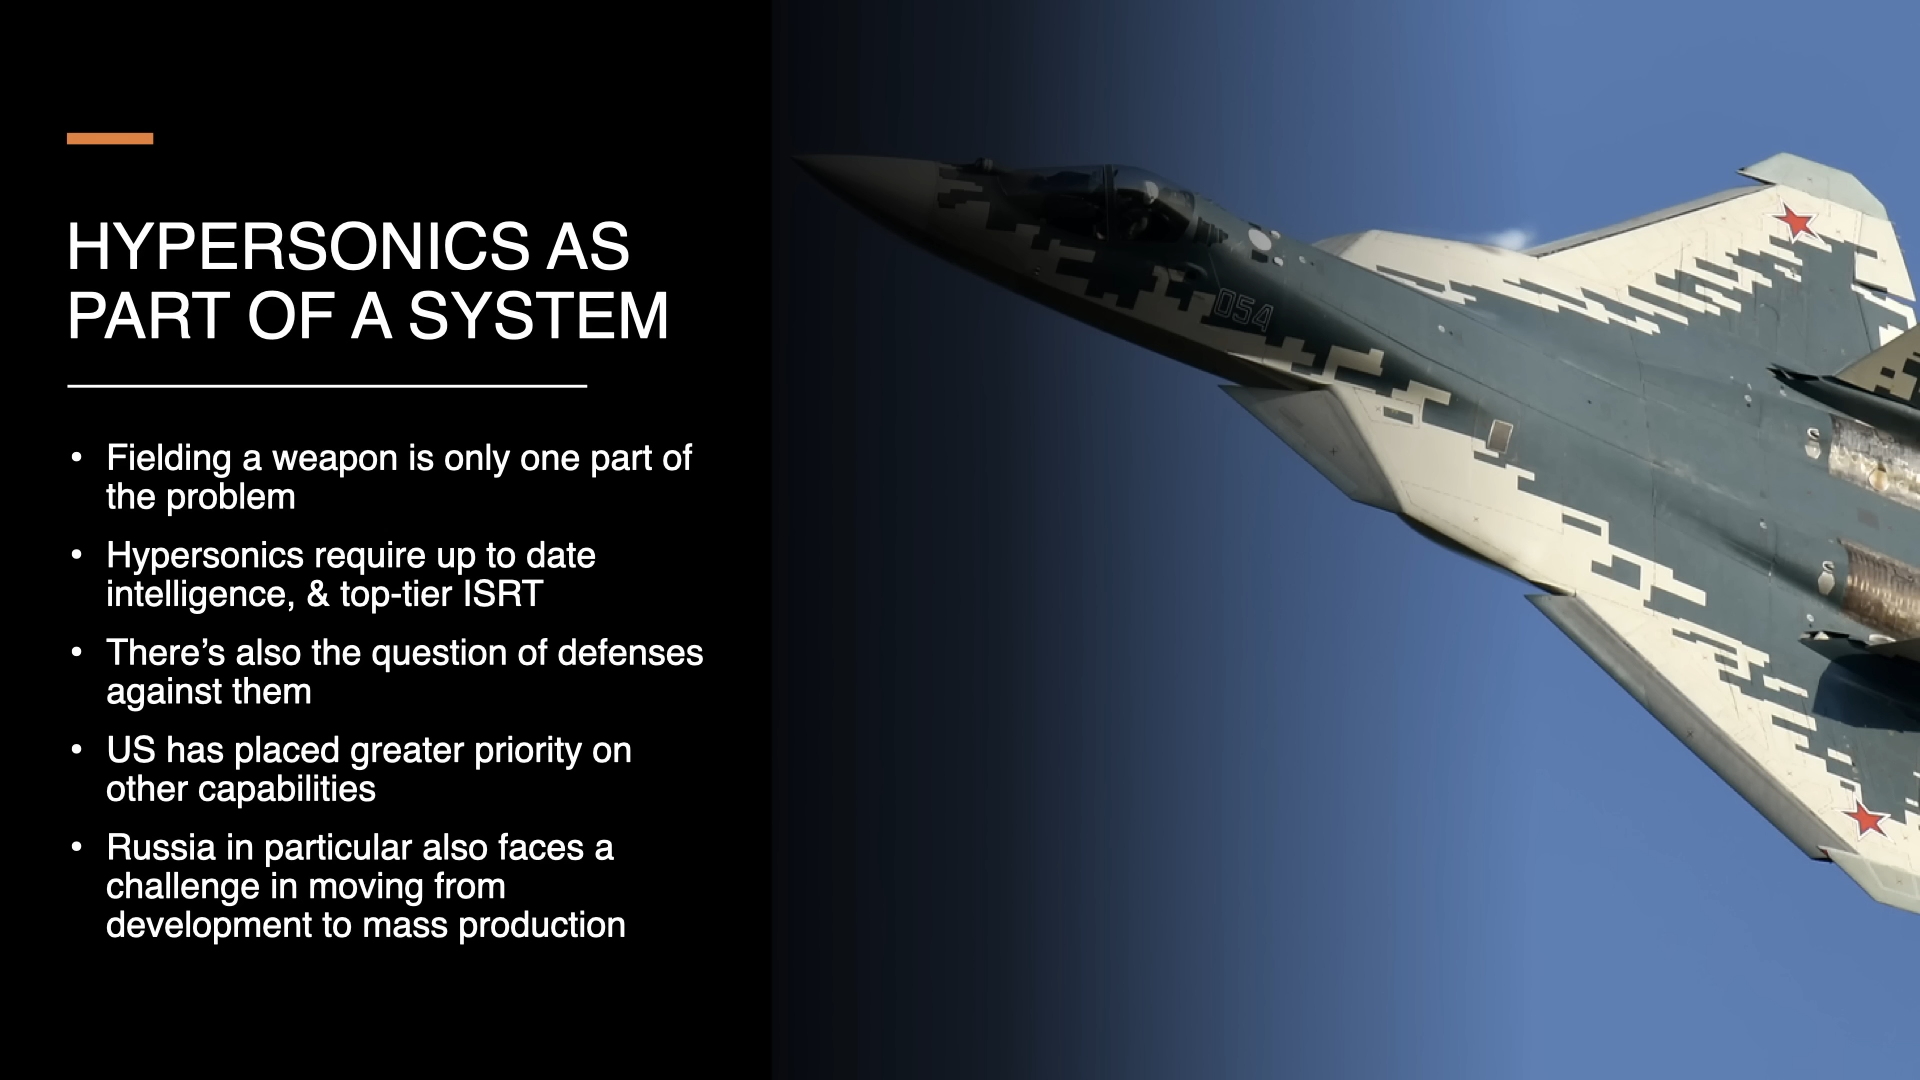 HYPERSONICS AS
PART OF A SYSTEM
• Fielding a weapon is only one part of
the problem
• Hypersonics require up to date
intelligence, & top-tier ISRT
• There’s also the question of defenses
against them
• US has placed greater priority on
other capabilities
• Russia in particular also faces a
challenge in moving from
development to mass production
054